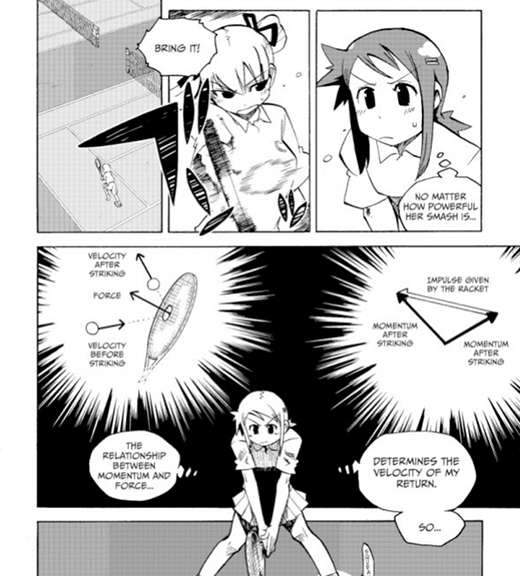 BRING IT!
NO MATTER
HOW POWERFUL
HER SMASH IS...
VELOCITY
AFTER
STRIKING
FORCE
VELOCITY
BEFORE
STRIKING
IMPULSE GIVEN
BY THE RACKET
MOMENTUM
AFTER
STRIKING
MOMENTUM
AFTER
STRIKING
THE
RELATIONSHIP
BETWEEN
MOMENTUM AND
FORCE...
DETERMINES THE
VELOCITY OF MY
RETURN.
SO...